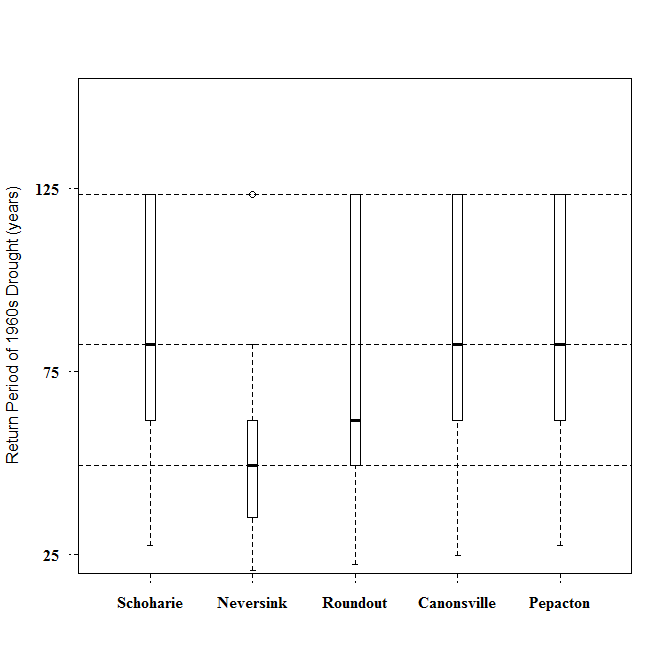 Return Period of 1960s Drought (years)
125
75
25
Schoharie Neversink Roundout Canonsville Pepacton